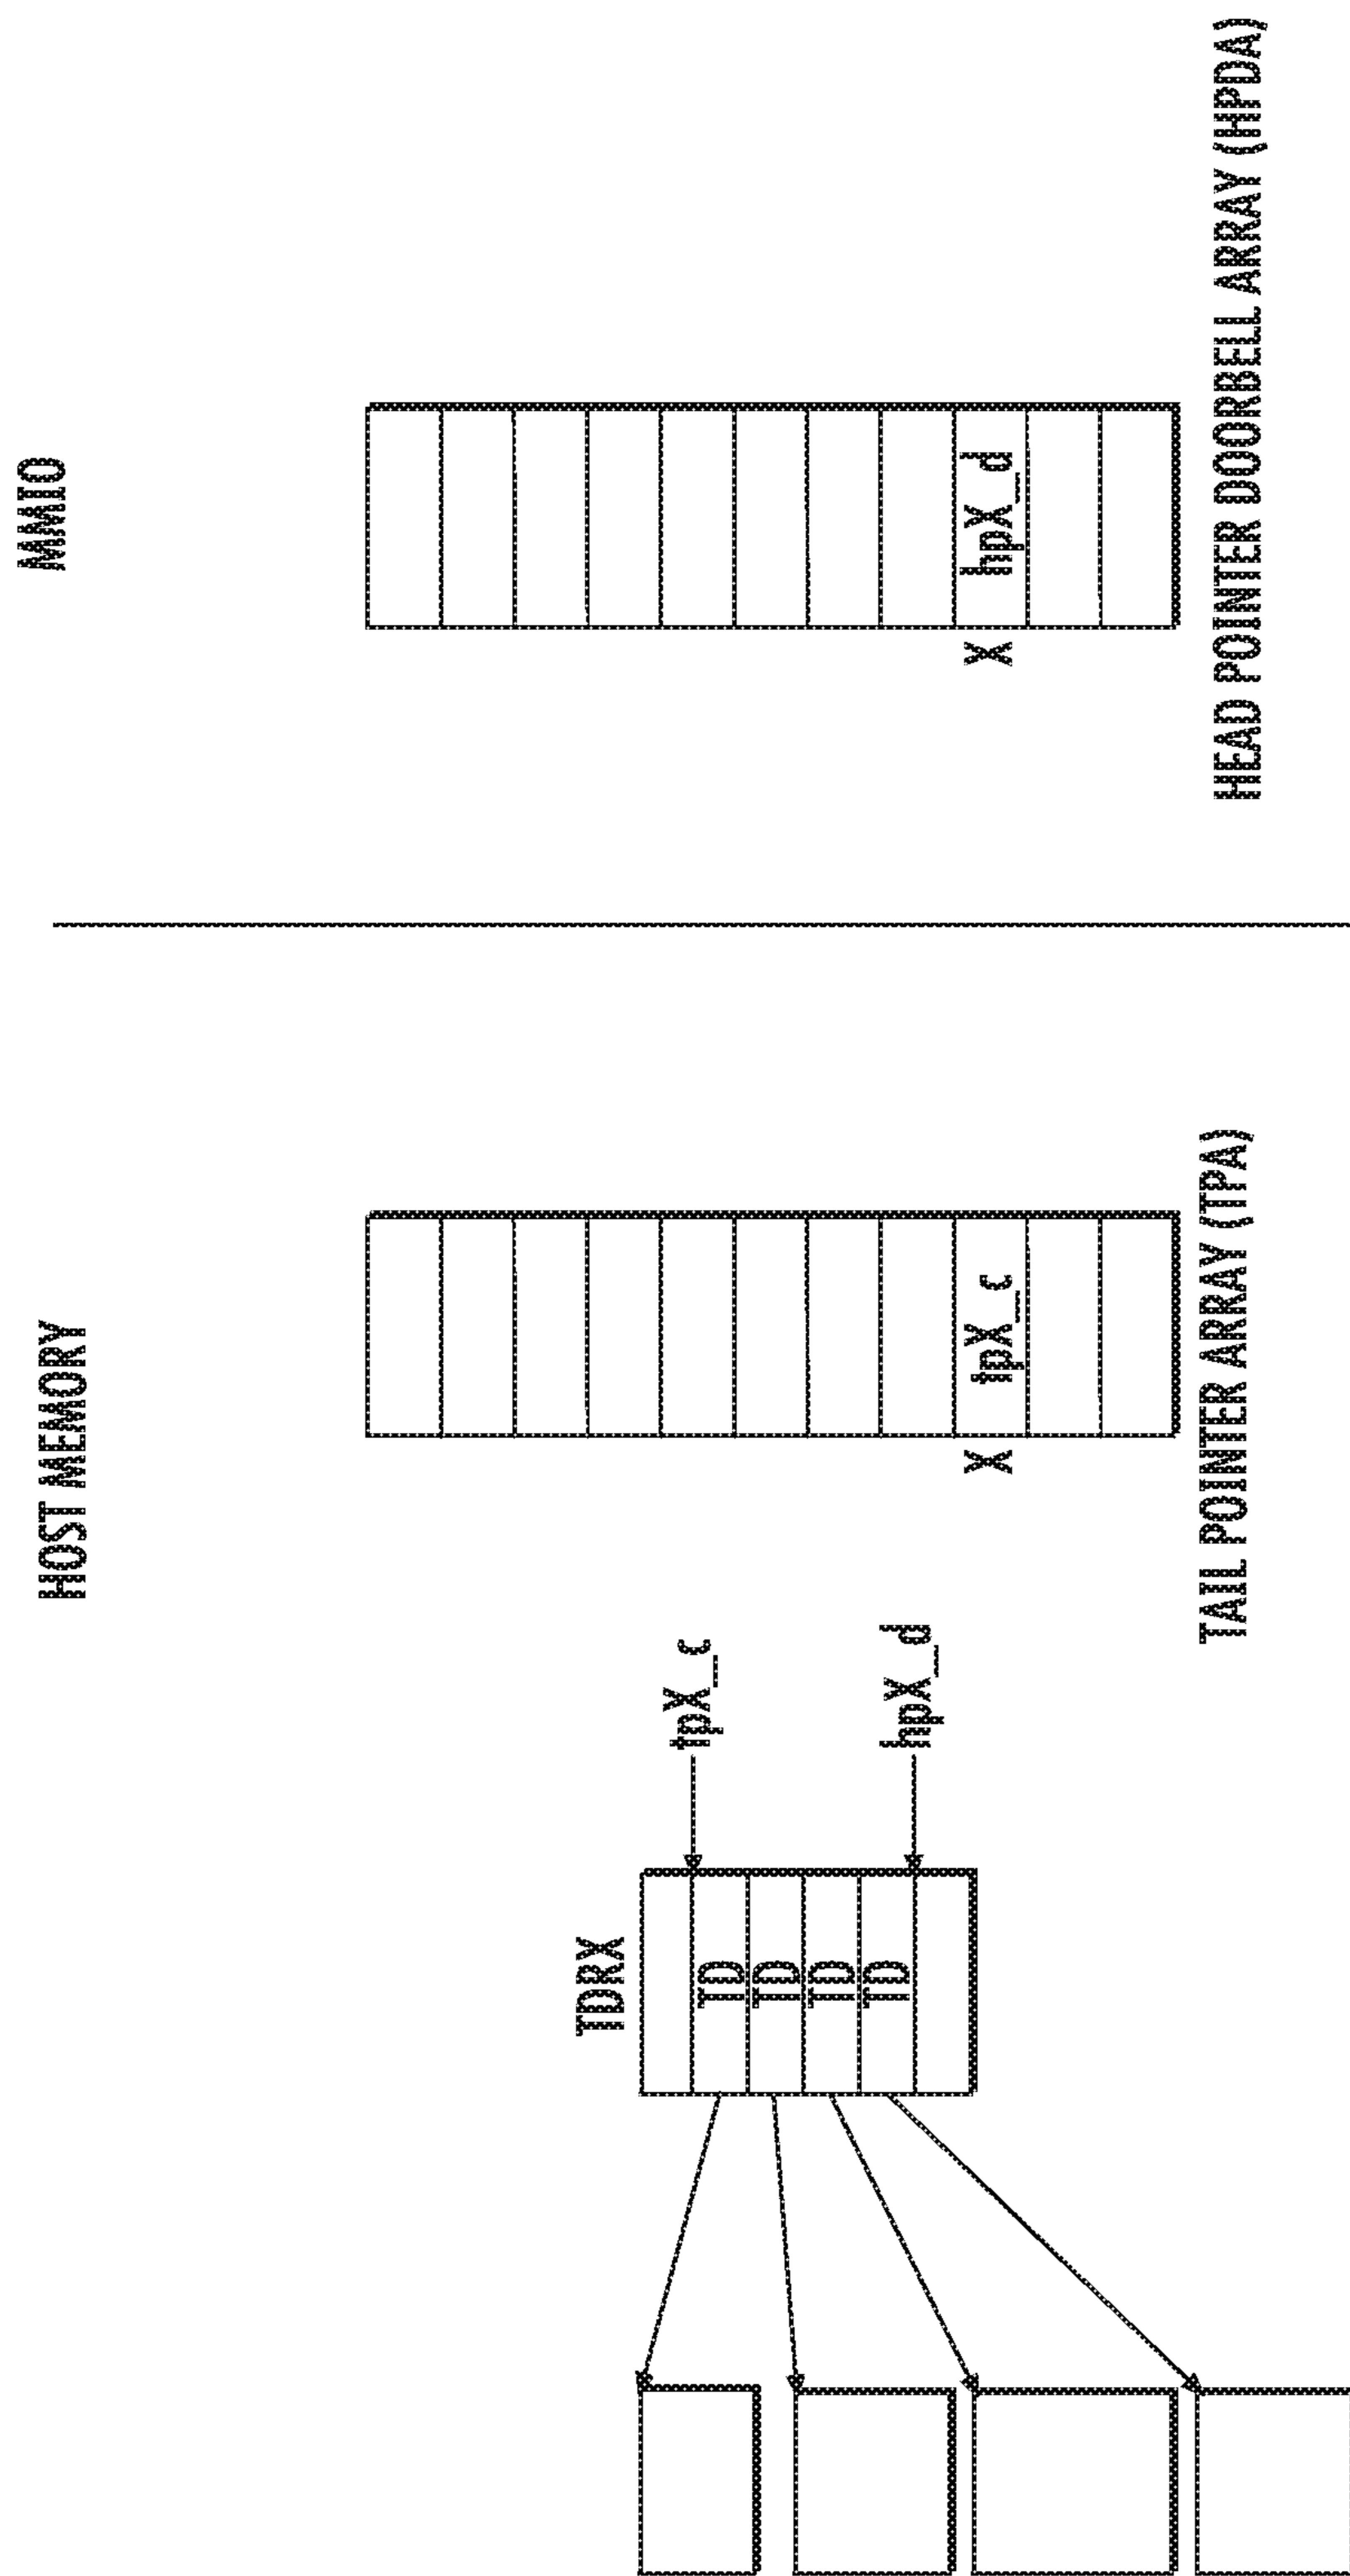 HOST MEMORY
MMIO
TDRX
tpX_c
TD
TD
TD
TD
hpX_d
X
tpX_c
X
hpX_d
TAIL POINTER ARRAY (TPA)
HEAD POINTER DOORBELL ARRAY (HPDA)